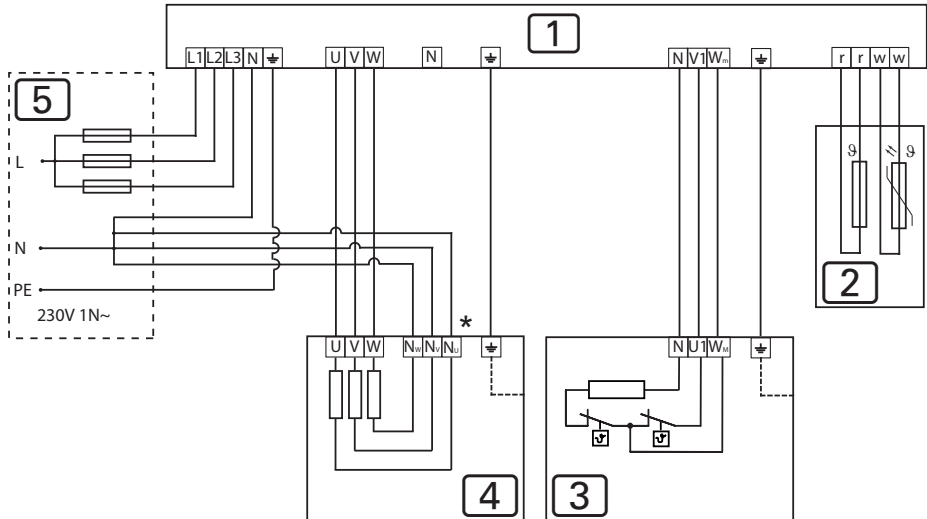 1
L1 L2 L3 N U V W N N V1 Wm r r w w
5
L
ϑ ϑ
N
2
PE
230V 1N~
*
U V W NW NV NU N U1 WM
ϑ ϑ
4 3